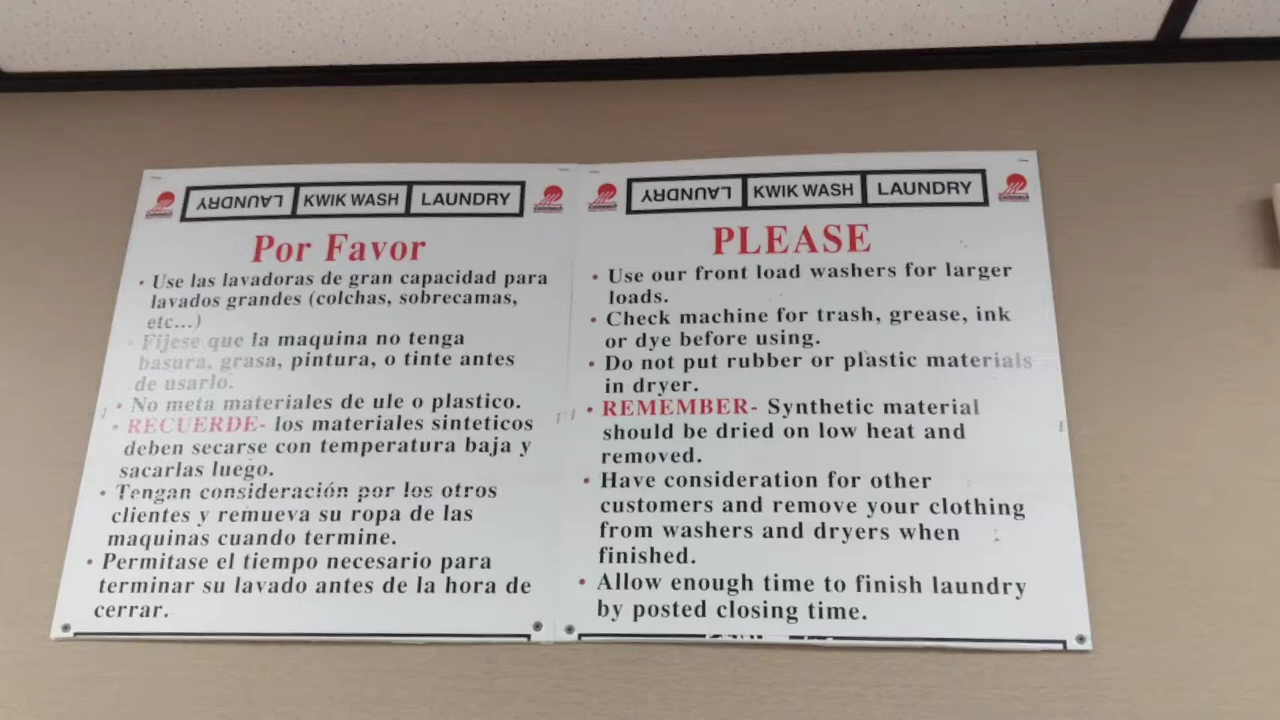 LAUNDRY KWIK WASH LAUNDRY
Por Favor
• Use las lavadoras de gran capacidad para
lavados grandes (colchas, sobrecamas,
etc...)
• Fijese que la maquina no tenga
basura, grasa, pintura, o tinte antes
de usarlo.
• No meta materiales de ule o plastico.
• RECUERDE- los materiales sinteticos
deben secarse con temperatura baja y
sacarlas luego.
• Tengan consideración por los otros
clientes y remueva su ropa de las
maquinas cuando termine.
• Permitase el tiempo necesario para
terminar su lavado antes de la hora de
cerrar.
LAUNDRY KWIK WASH LAUNDRY
PLEASE
• Use our front load washers for larger
loads.
• Check machine for trash, grease, ink
or dye before using.
• Do not put rubber or plastic materials
in dryer.
• REMEMBER- Synthetic material
should be dried on low heat and
removed.
• Have consideration for other
customers and remove your clothing
from washers and dryers when
finished.
• Allow enough time to finish laundry
by posted closing time.